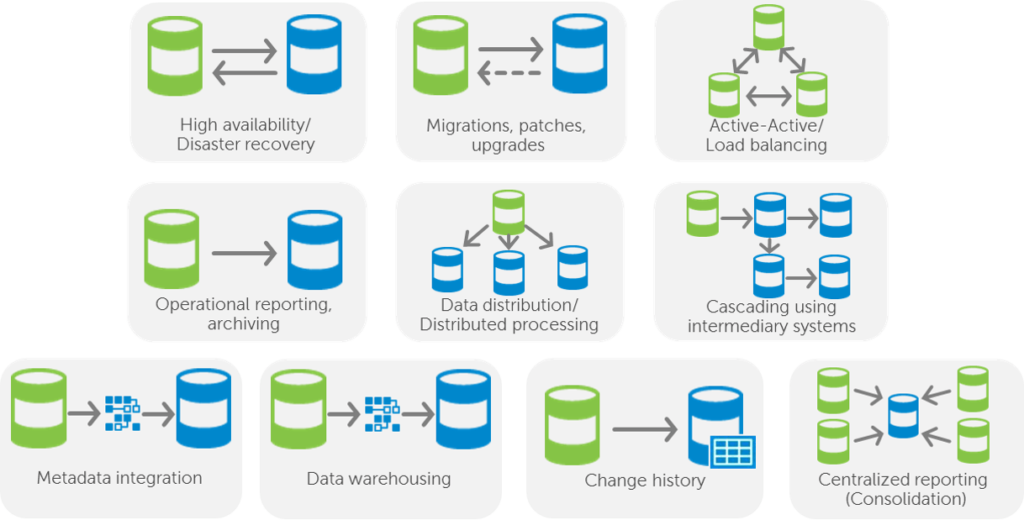 High availability/
Disaster recovery
Migrations, patches,
upgrades
Active-Active/
Load balancing
Operational reporting,
archiving
Data distribution/
Distributed processing
Cascading using
intermediary systems
Metadata integration
Data warehousing
Change history
Centralized reporting
(Consolidation)